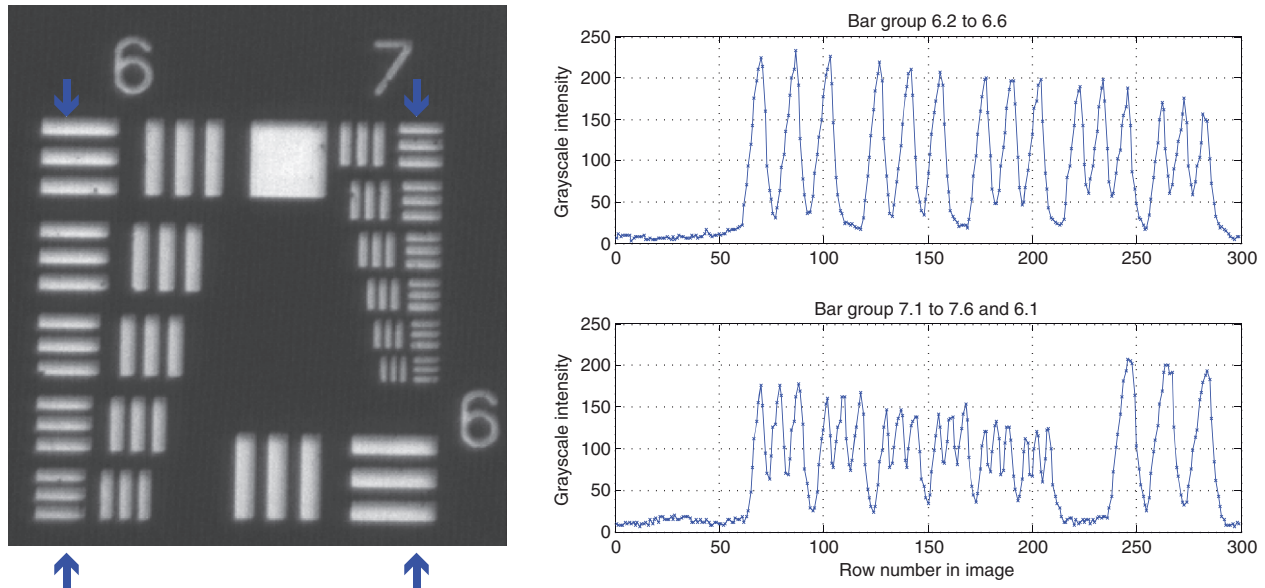 6 7
6
Bar group 6.2 to 6.6
Grayscale intensity
250
200
150
100
50
0
0 50 100 150 200 250 300
Bar group 7.1 to 7.6 and 6.1
Grayscale intensity
250
200
150
100
50
0
0 50 100 150 200 250 300
Row number in image